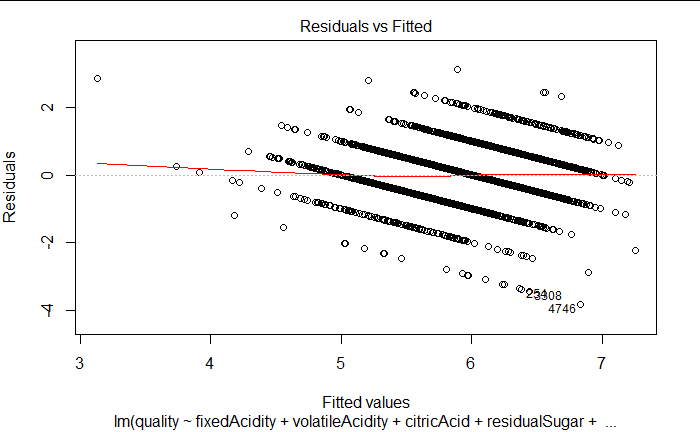 Residuals vs Fitted
Residuals
2
0
-2
-4
3308
4746
3
4
5
6
7
Fitted values
lm(quality ~ fixedAcidity + volatileAcidity + citricAcid + residualSugar + ...